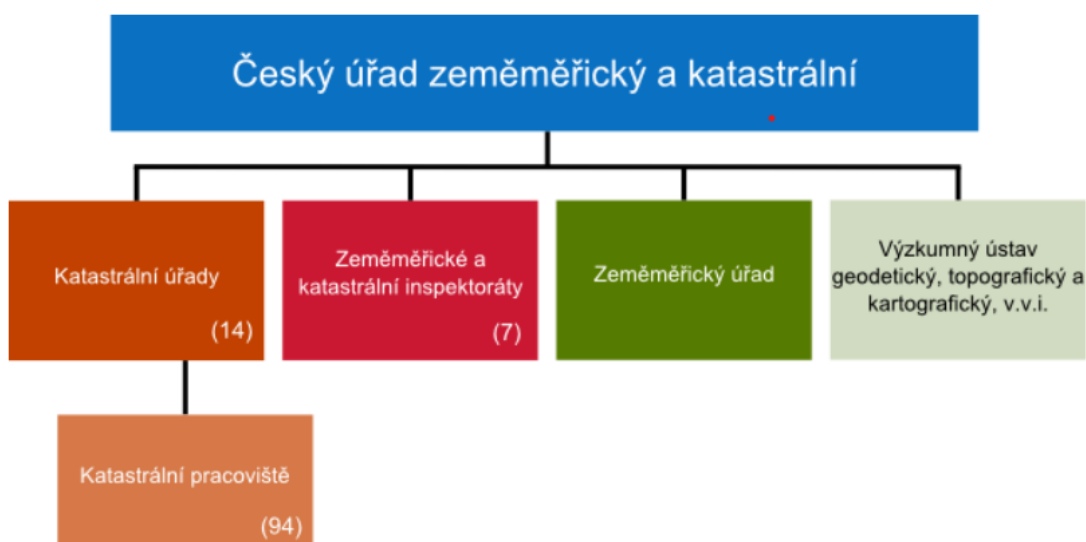 Český úřad zeměměřický a katastrální
Katastrální úřady
(14)
Zeměměřické a
katastrální inspektoráty
(7)
Zeměměřický úřad
Výzkumný ústav
geodetický, topografický a
kartografický, v.v.i.
Katastrální pracoviště
(94)